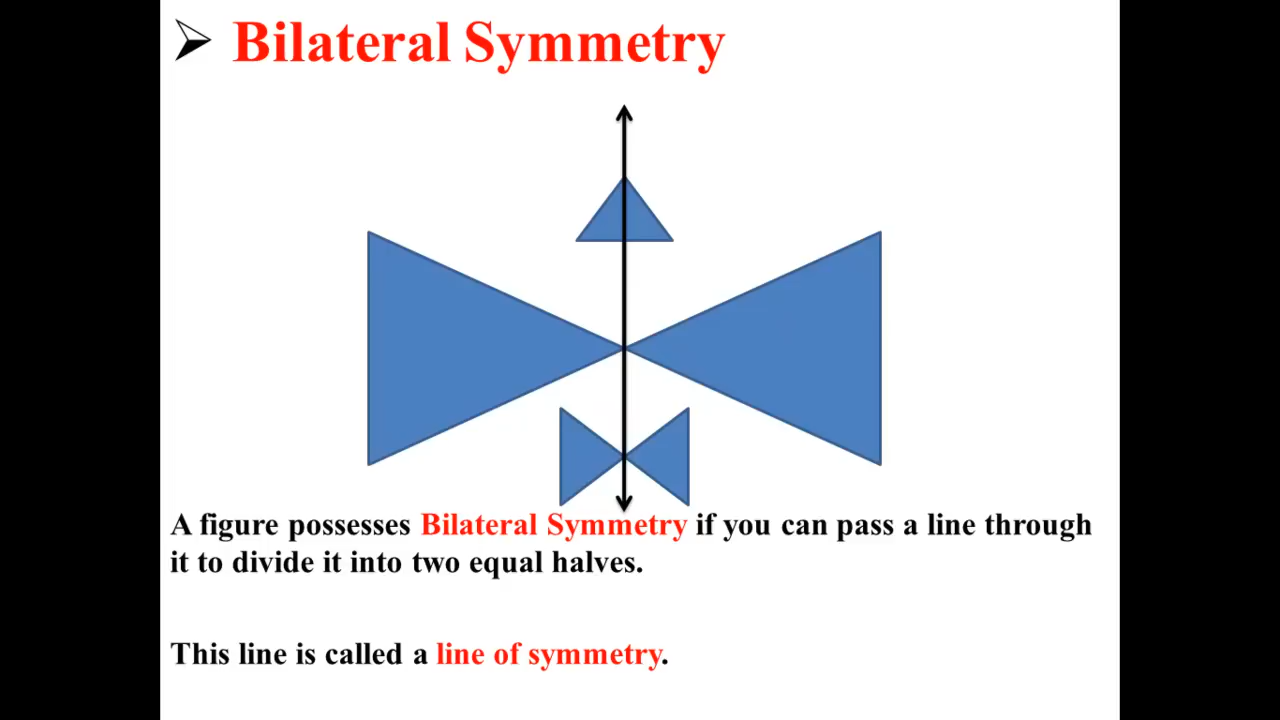 Bilateral Symmetry
A figure possesses Bilateral Symmetry if you can pass a line through
it to divide it into two equal halves.
This line is called a line of symmetry.